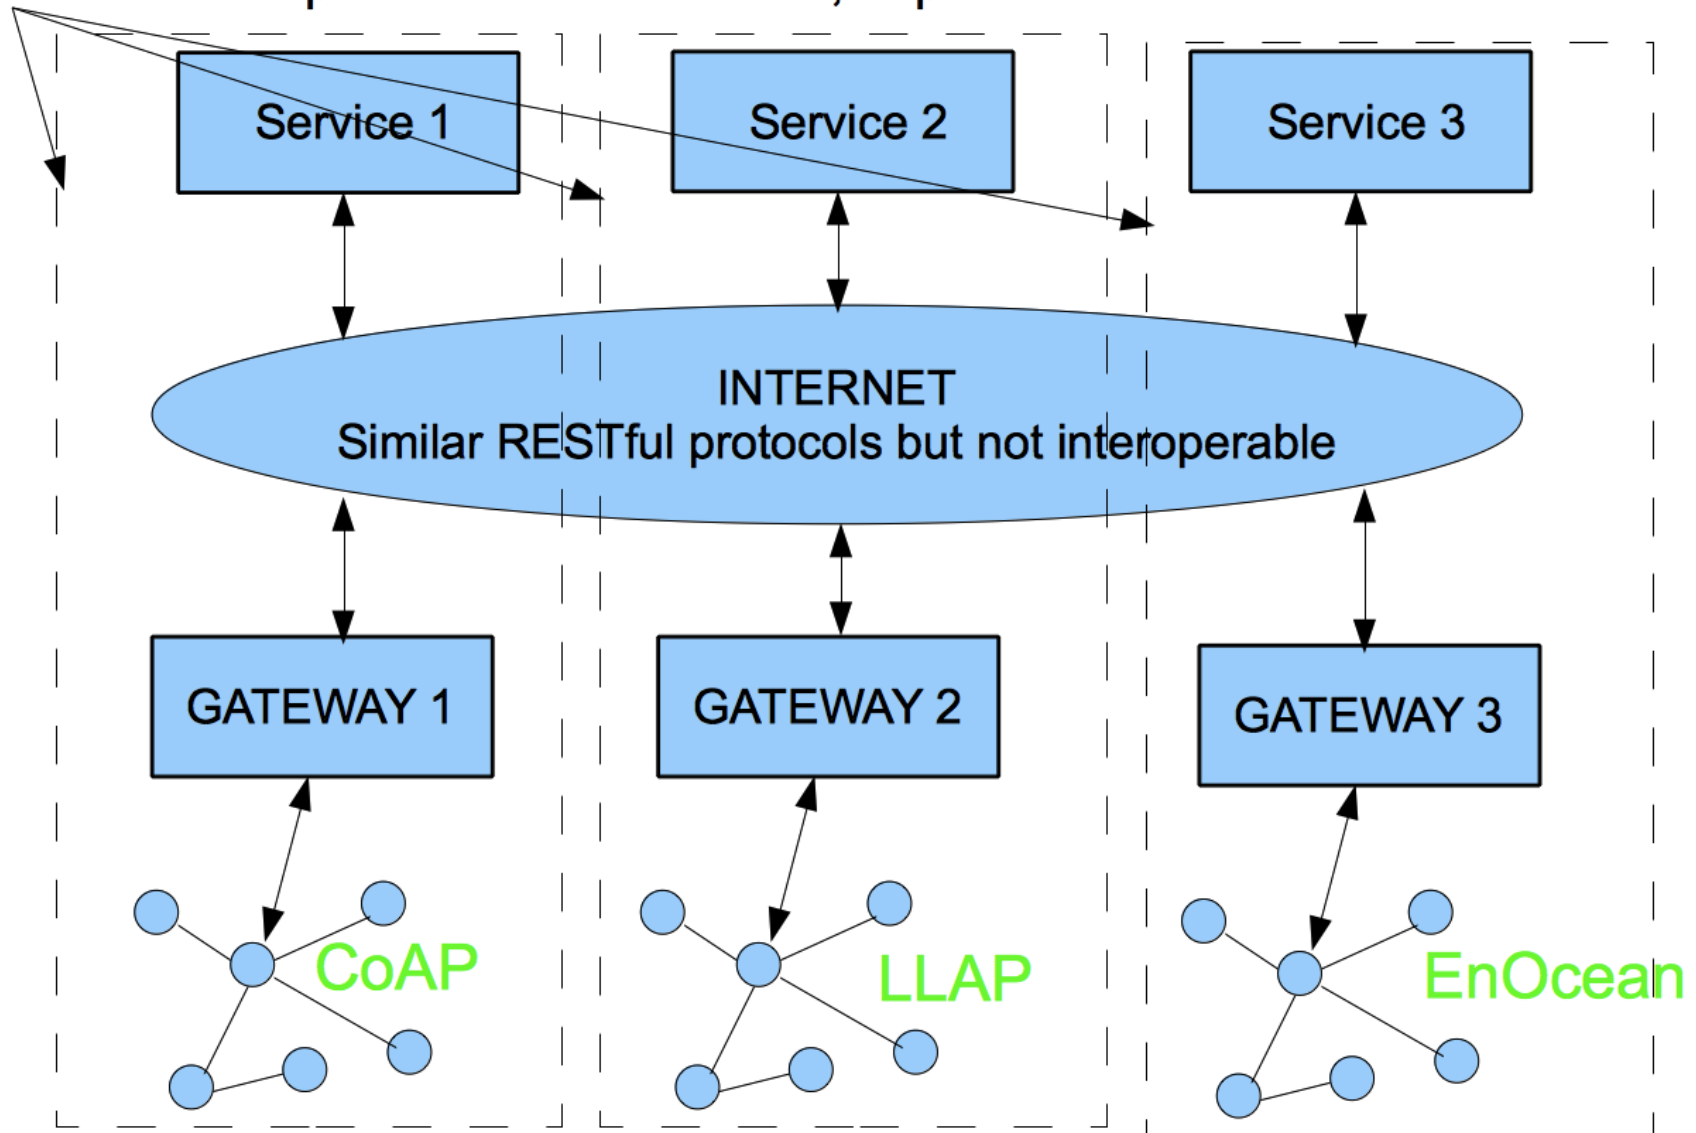 Service 1
Service 2
Service 3
INTERNET
Similar RESTful protocols but not interoperable
GATEWAY 1
GATEWAY 2
GATEWAY 3
CoAP
LLAP
EnOcean